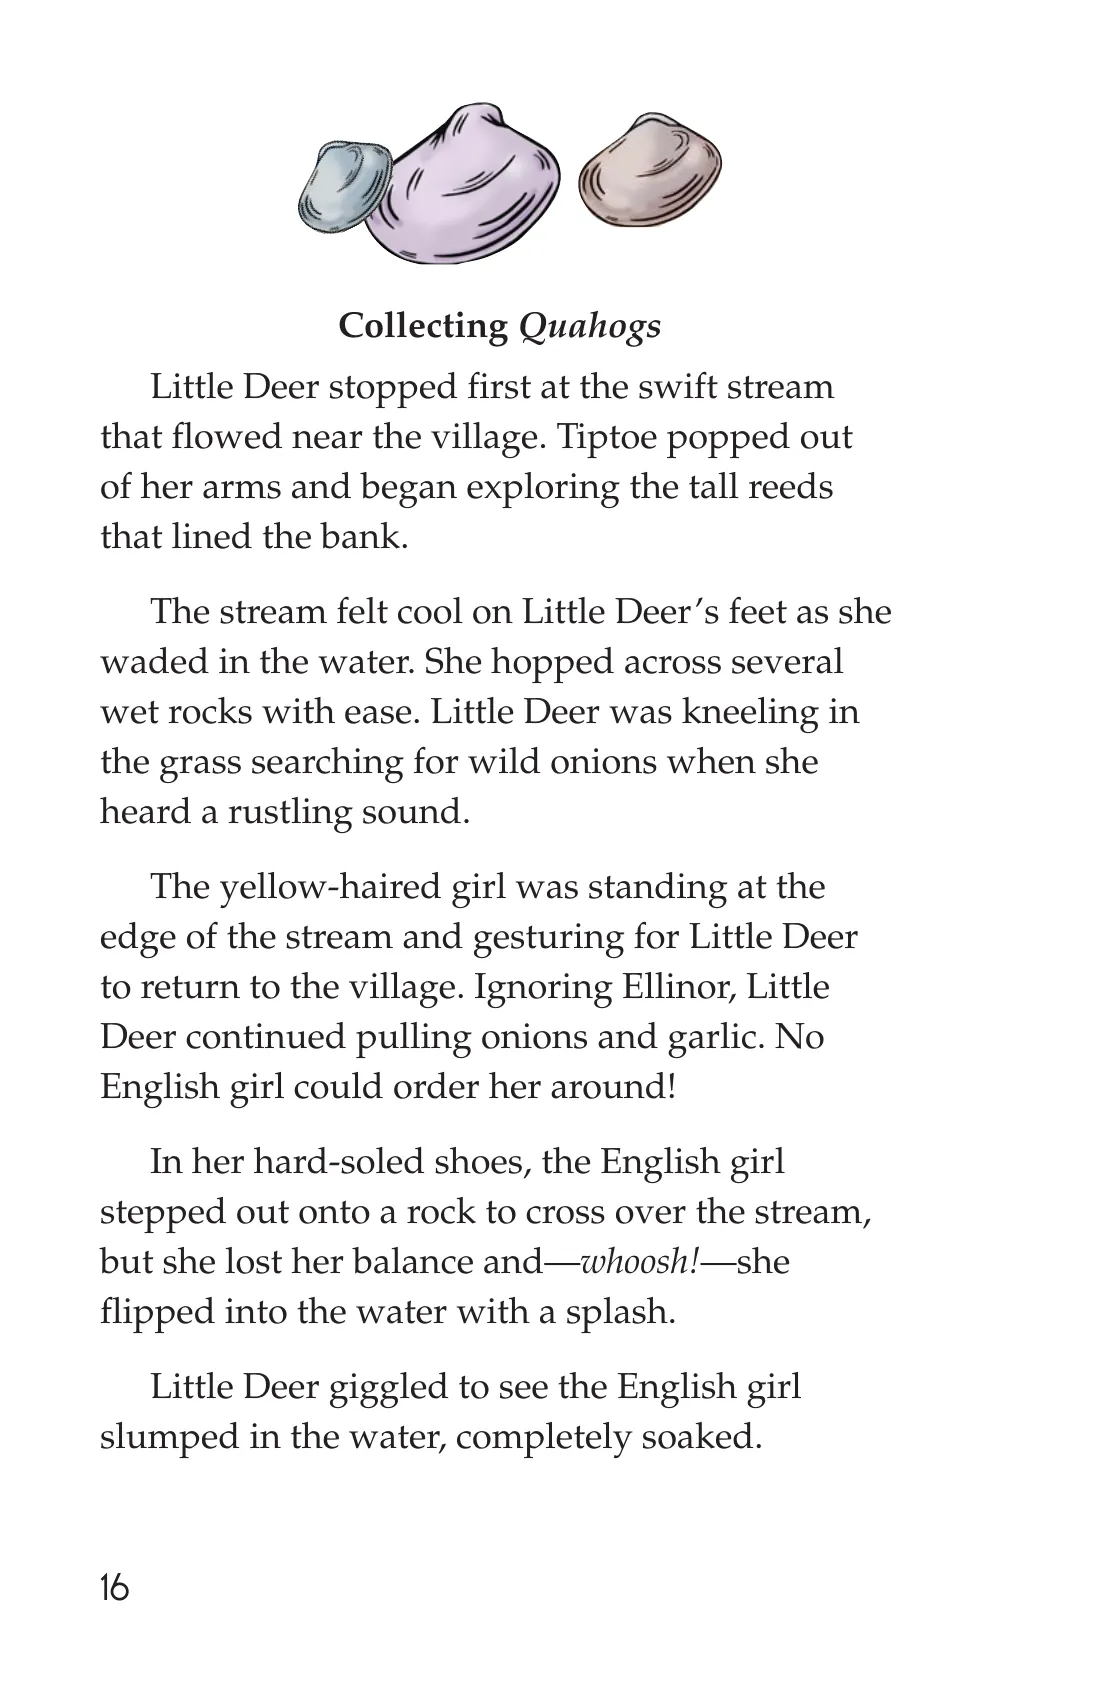 Collecting Quahogs
Little Deer stopped first at the swift stream
that flowed near the village. Tiptoe popped out
of her arms and began exploring the tall reeds
that lined the bank.
The stream felt cool on Little Deer’s feet as she
waded in the water. She hopped across several
wet rocks with ease. Little Deer was kneeling in
the grass searching for wild onions when she
heard a rustling sound.
The yellow-haired girl was standing at the
edge of the stream and gesturing for Little Deer
to return to the village. Ignoring Ellinor, Little
Deer continued pulling onions and garlic. No
English girl could order her around!
In her hard-soled shoes, the English girl
stepped out onto a rock to cross over the stream,
but she lost her balance and—whoosh!—she
flipped into the water with a splash.
Little Deer giggled to see the English girl
slumped in the water, completely soaked.
16